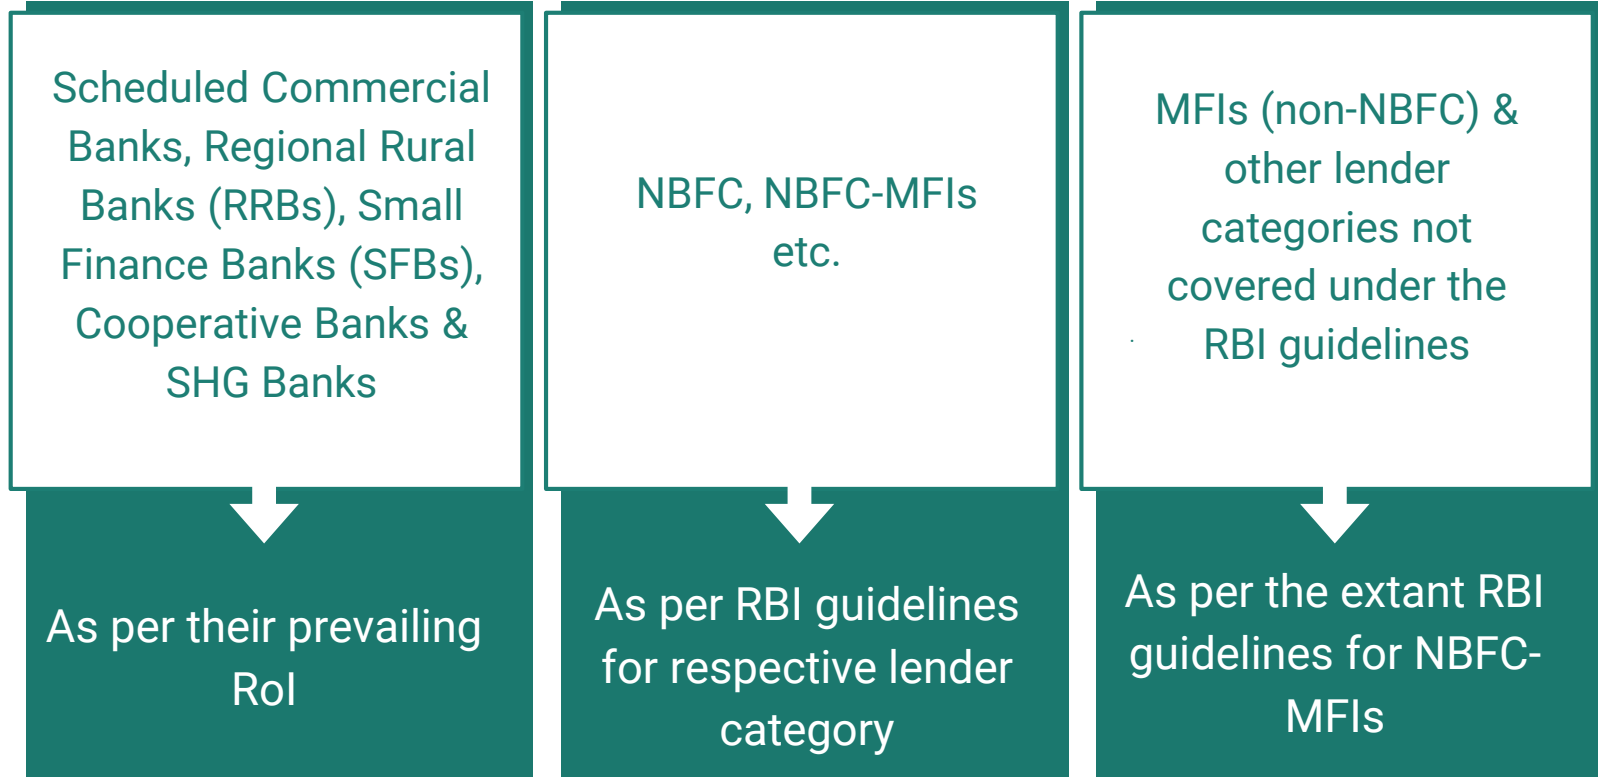 Scheduled Commercial
Banks, Regional Rural
Banks (RRBs), Small
Finance Banks (SFBs),
Cooperative Banks &
SHG Banks
As per their prevailing
RoI
NBFC, NBFC-MFIs
etc.
As per RBI guidelines
for respective lender
category
MFIs (non-NBFC) &
other lender
categories not
covered under the
RBI guidelines
As per the extant RBI
guidelines for NBFC-
MFIs